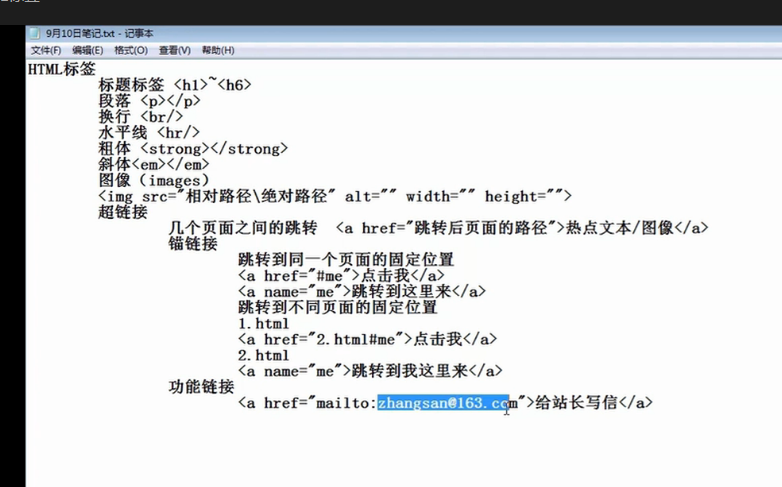 9月10日笔记.txt - 记事本
文件(F) 编辑(E) 格式(O) 查看(V) 帮助(H)
HTML标签
标题标签 <h1>~<h6>
段落 <p></p>
换行 <br/>
水平线 <hr/>
粗体 <strong></strong>
斜体<em></em>
图像（images）
<img src="相对路径\绝对路径" alt="" width="" height="">
超链接
几个页面之间的跳转 <a href="跳转后页面的路径">热点文本/图像</a>
锚链接
跳转到同一个页面的固定位置
<a href="#me">点击我</a>
<a name="me">跳转到这里来</a>
跳转到不同页面的固定位置
1.html
<a href="2.html#me">点击我</a>
2.html
<a name="me">跳转到我这里来</a>
功能链接
<a href="mailto:zhangsan@163.com">给站长写信</a>